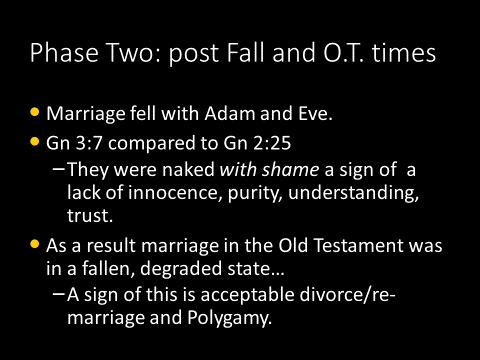 Phase Two: post Fall and O.T. times
• Marriage fell with Adam and Eve.
• Gn 3:7 compared to Gn 2:25
–They were naked with shame a sign of a
lack of innocence, purity, understanding,
trust.
• As a result marriage in the Old Testament was
in a fallen, degraded state…
–A sign of this is acceptable divorce/re-
marriage and Polygamy.